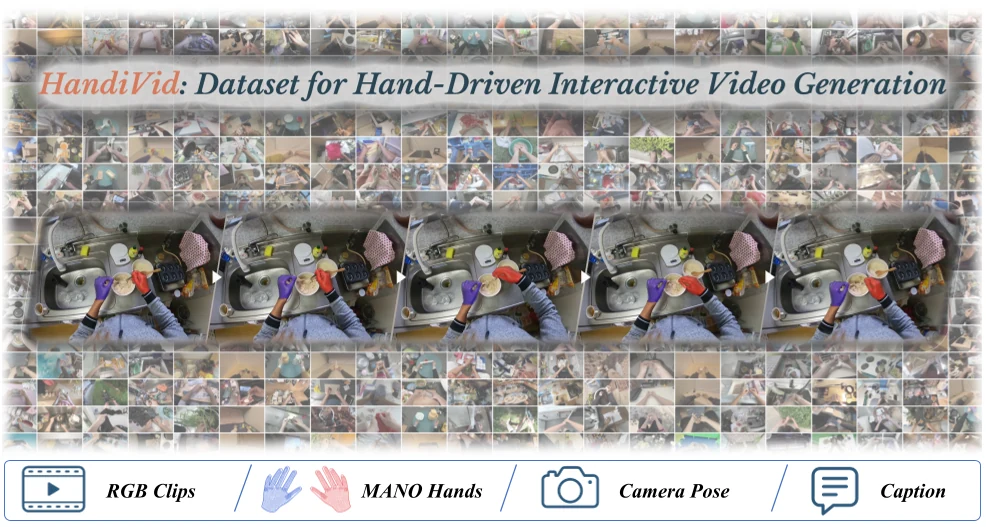 HandiVid: Dataset for Hand-Driven Interactive Video Generation
RGB Clips / MANO Hands / Camera Pose / Caption